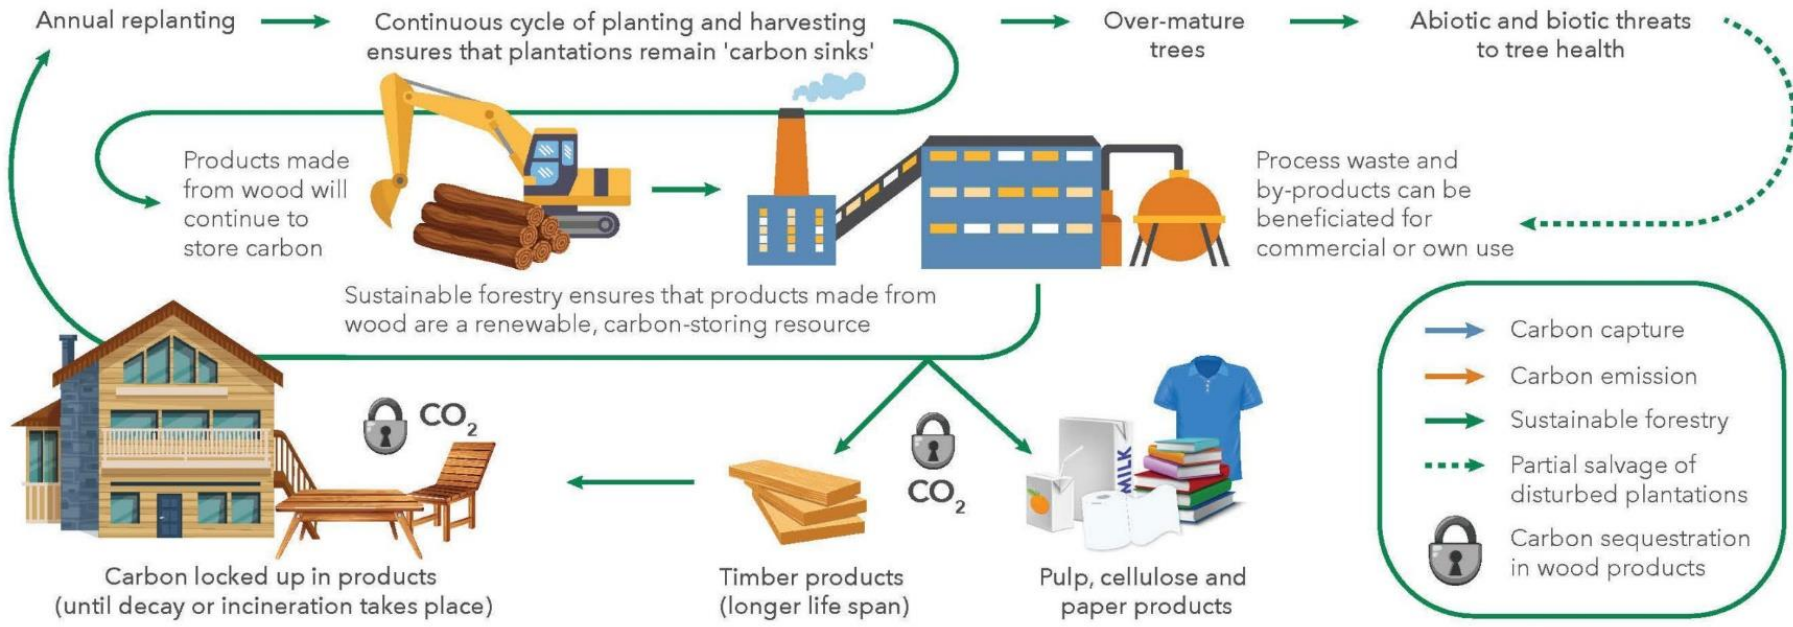 Annual replanting
Continuous cycle of planting and harvesting
ensures that plantations remain 'carbon sinks'
Over-mature
trees
Abiotic and biotic threats
to tree health
Products made
from wood will
continue to
store carbon
Process waste and
by-products can be
beneficiated for
commercial or own use
Sustainable forestry ensures that products made from
wood are a renewable, carbon-storing resource
Carbon capture
Carbon emission
Sustainable forestry
Partial salvage of
disturbed plantations
Carbon sequestration
in wood products
CO₂
CO₂
MILK
Carbon locked up in products
(until decay or incineration takes place)
Timber products
(longer life span)
Pulp, cellulose and
paper products